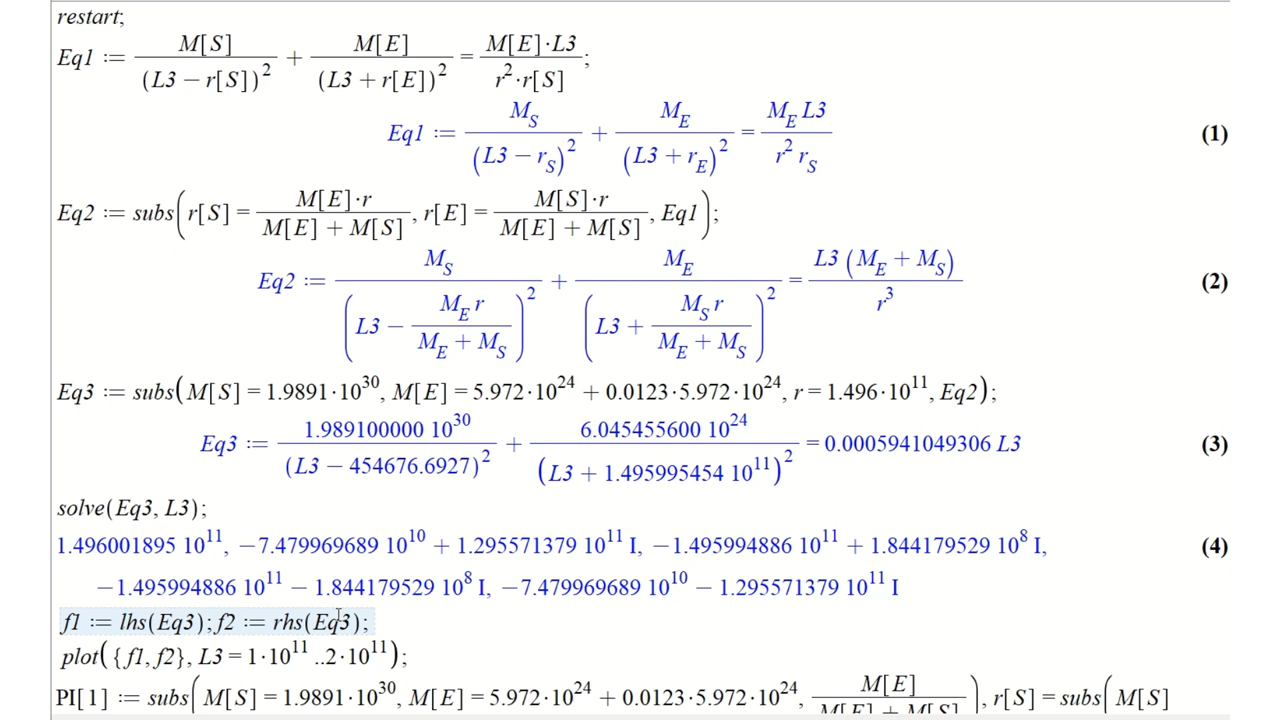 restart;
Eq1 := M[S]/(L3 − r[S])^2 + M[E]/(L3 + r[E])^2 = M[E]·L3/(r^2·r[S]);
Eq1 := M_S/(L3 − r_S)^2 + M_E/(L3 + r_E)^2 = M_E L3/(r^2 r_S) (1)
Eq2 := subs(r[S] = M[E]·r/(M[E] + M[S]), r[E] = M[S]·r/(M[E] + M[S]), Eq1);
Eq2 := M_S/(L3 − M_E r/(M_E + M_S))^2 + M_E/(L3 + M_S r/(M_E + M_S))^2 = L3 (M_E + M_S)/r^3 (2)
Eq3 := subs(M[S] = 1.9891·10^30, M[E] = 5.972·10^24 + 0.0123·5.972·10^24, r = 1.496·10^11, Eq2);
Eq3 := 1.989100000 10^30/(L3 − 454676.6927)^2 + 6.045455600 10^24/(L3 + 1.495995454 10^11)^2 = 0.0005941049306 L3 (3)
solve(Eq3, L3);
1.496001895 10^11, −7.479969689 10^10 + 1.295571379 10^11 I, −1.495994886 10^11 + 1.844179529 10^8 I, (4)
−1.495994886 10^11 − 1.844179529 10^8 I, −7.479969689 10^10 − 1.295571379 10^11 I
f1 := lhs(Eq3); f2 := rhs(Eq3);
plot({f1, f2}, L3 = 1·10^11 ..2·10^11);
PI[1] := subs(M[S] = 1.9891·10^30, M[E] = 5.972·10^24 + 0.0123·5.972·10^24, M[E]/(M[E] + M[S])), r[S] = subs(M[S]